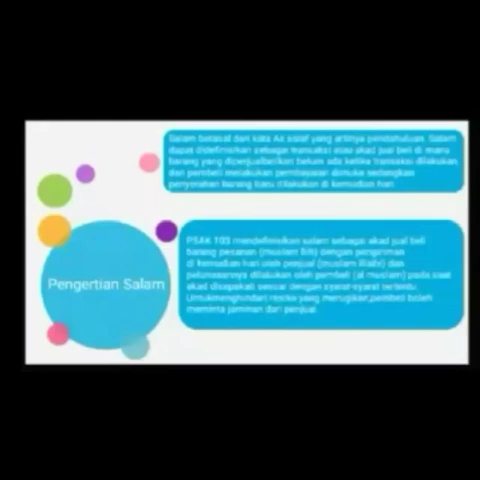 Salam berasal dari kata As salaf yang artinya pendahuluan. Salam
dapat didefinisikan sebagai transaksi atau akad jual beli di mana
barang yang diperjualbelikan belum ada ketika transaksi dilakukan
dan pembeli melakukan pembayaran dimuka sedangkan
penyerahan barang baru dilakukan di kemudian hari
Pengertian Salam
PSAK 103 mendefinisikan salam sebagai akad jual beli
barang pesanan (muslam fiih) dengan pengiriman
di kemudian hari oleh penjual (muslam illaihi) dan
pelunasannya dilakukan oleh pembeli (al muslam) pada saat
akad disepakati sesuai dengan syarat-syarat tertentu.
Untukmenghindari resiko yang merugikan,pembeli boleh
meminta jaminan dari penjual.